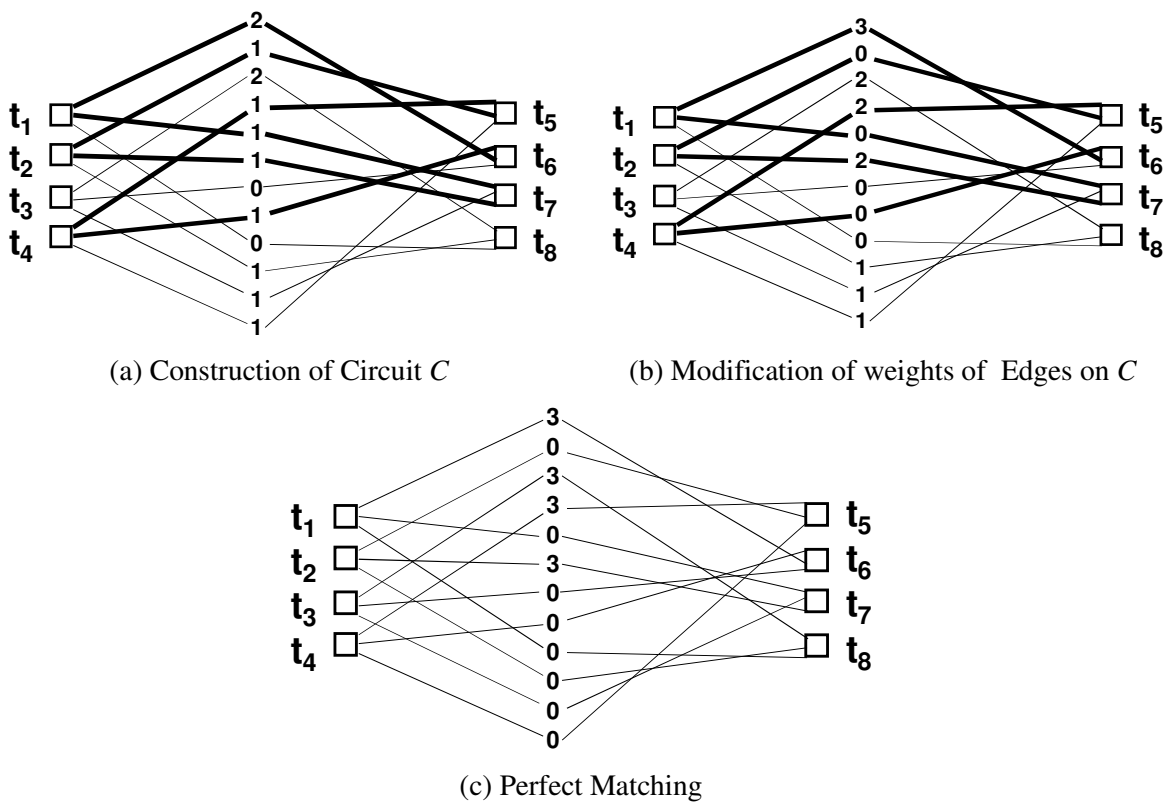 2
1
2
1
1
1
0
1
0
1
1
1
t1
t2
t3
t4
t5
t6
t7
t8
(a) Construction of Circuit C
3
0
2
2
0
2
0
0
0
1
1
1
t1
t2
t3
t4
t5
t6
t7
t8
(b) Modification of weights of Edges on C
3
0
3
3
0
3
0
0
0
0
0
0
t1
t2
t3
t4
t5
t6
t7
t8
(c) Perfect Matching